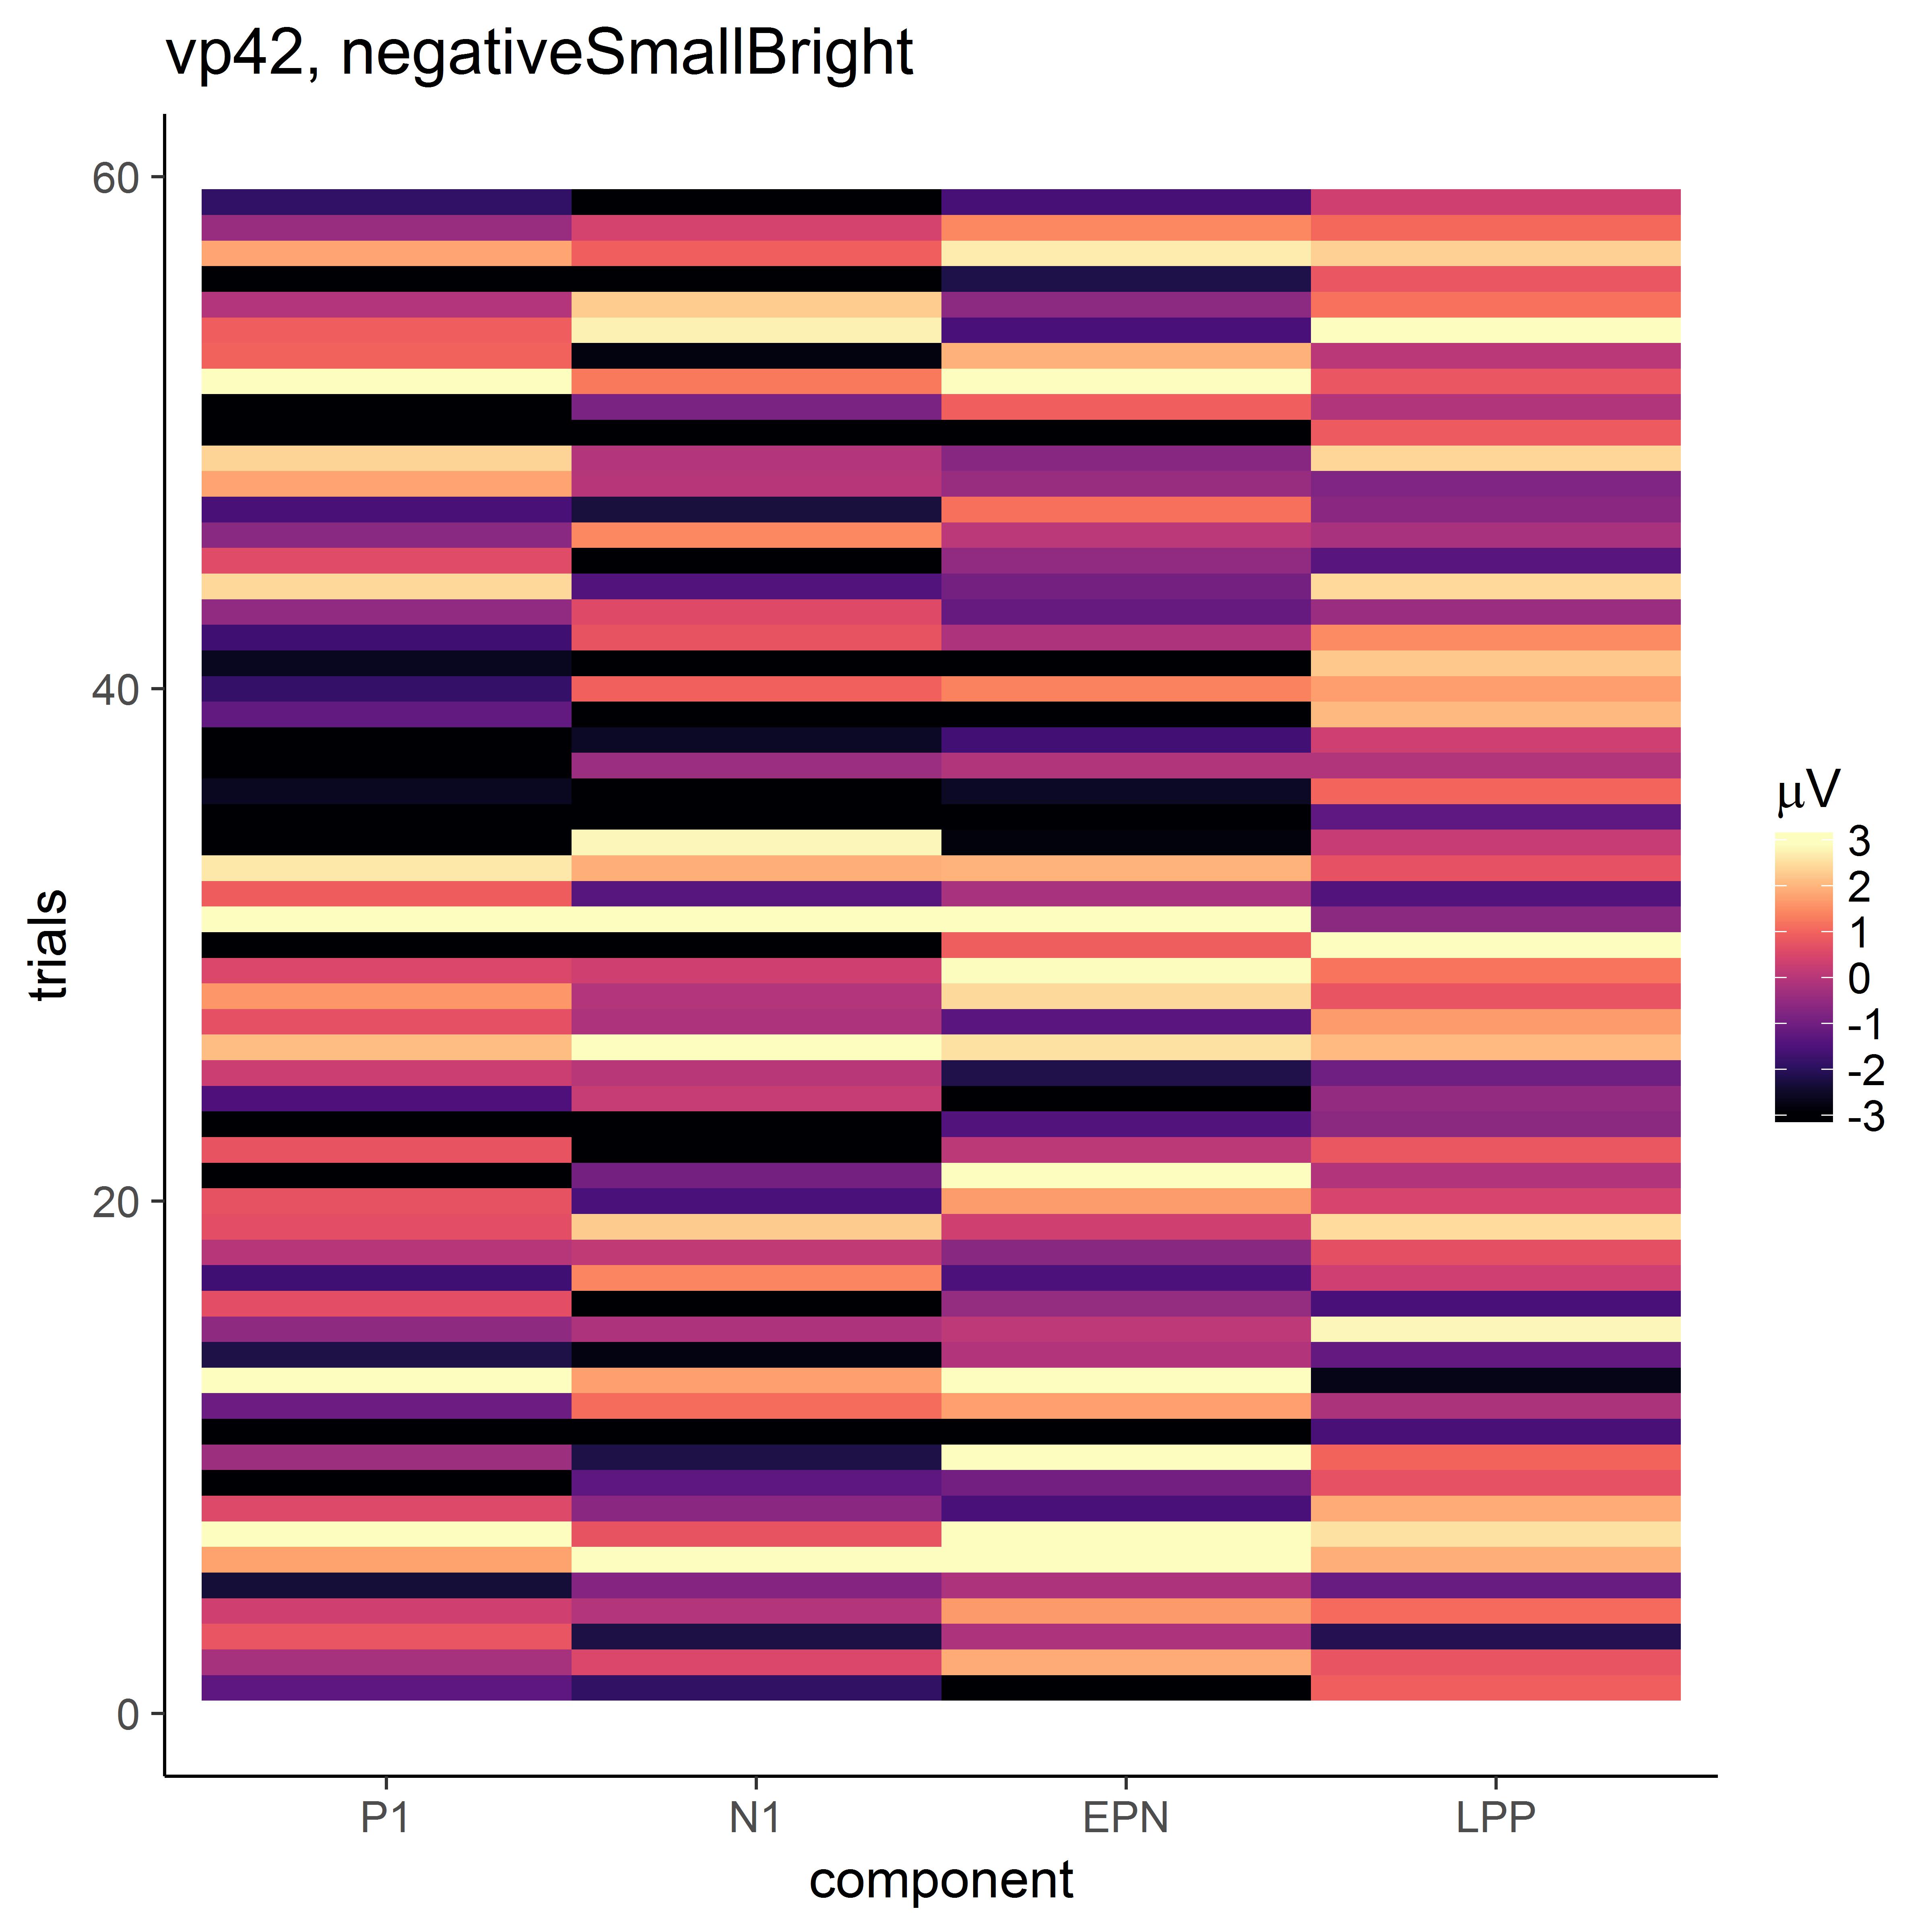 vp42, negativeSmallBright
60
40
20
0
trials
P1 N1 EPN LPP
component
μV
3
2
1
0
-1
-2
-3